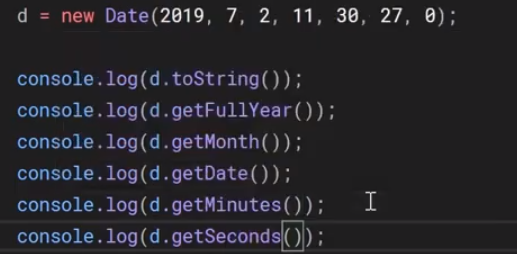 d = new Date(2019, 7, 2, 11, 30, 27, 0);
console.log(d.toString());
console.log(d.getFullYear());
console.log(d.getMonth());
console.log(d.getDate());
console.log(d.getMinutes());
console.log(d.getSeconds());